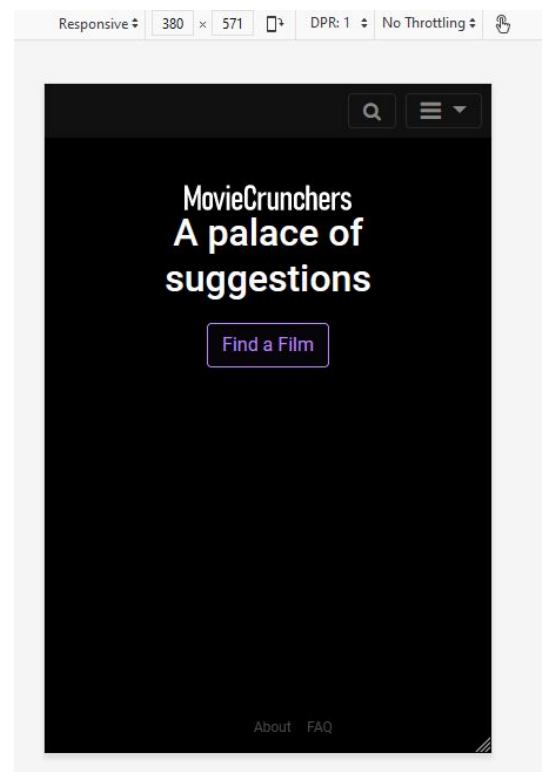 Responsive 380 × 571 DPR: 1 No Throttling
MovieCrunchers
A palace of
suggestions
Find a Film
About FAQ